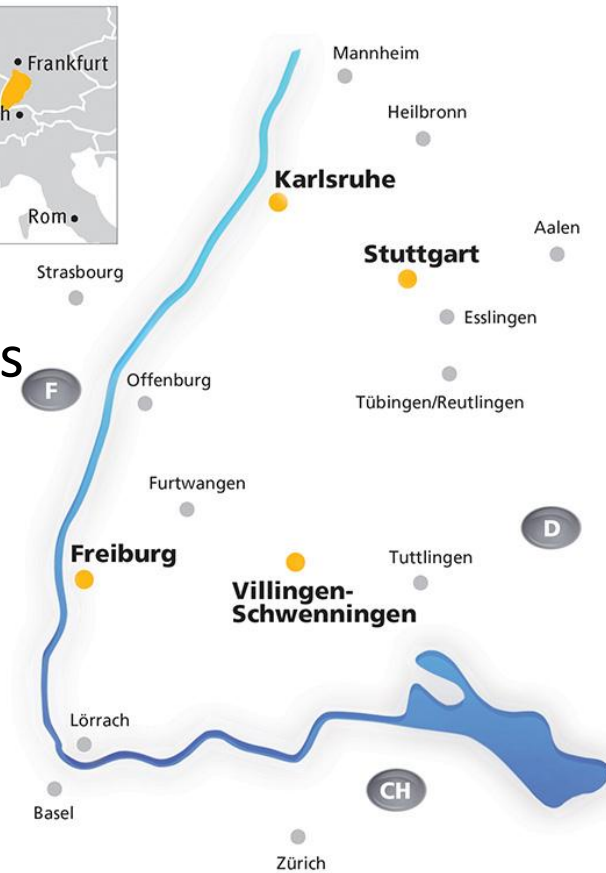 Frankfurt
h
Rom
Mannheim
Heilbronn
Karlsruhe
Aalen
Stuttgart
Strasbourg
Esslingen
s
F
Offenburg
Tübingen/Reutlingen
Furtwangen
D
Freiburg
Tuttlingen
Villingen-
Schwenningen
Lörrach
CH
Basel
Zürich